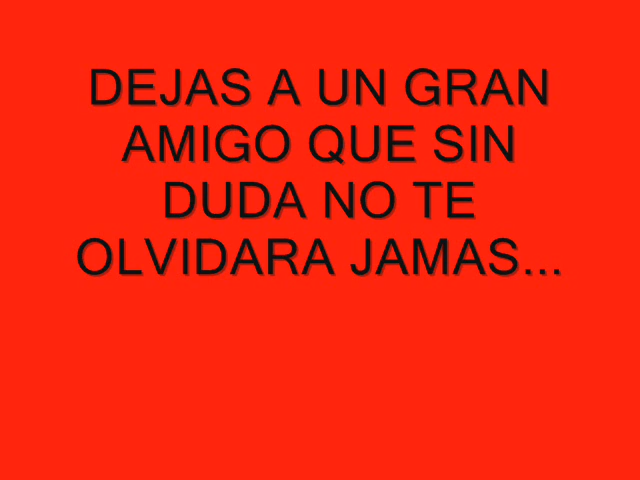 DEJAS A UN GRAN
AMIGO QUE SIN
DUDA NO TE
OLVIDARA JAMAS...